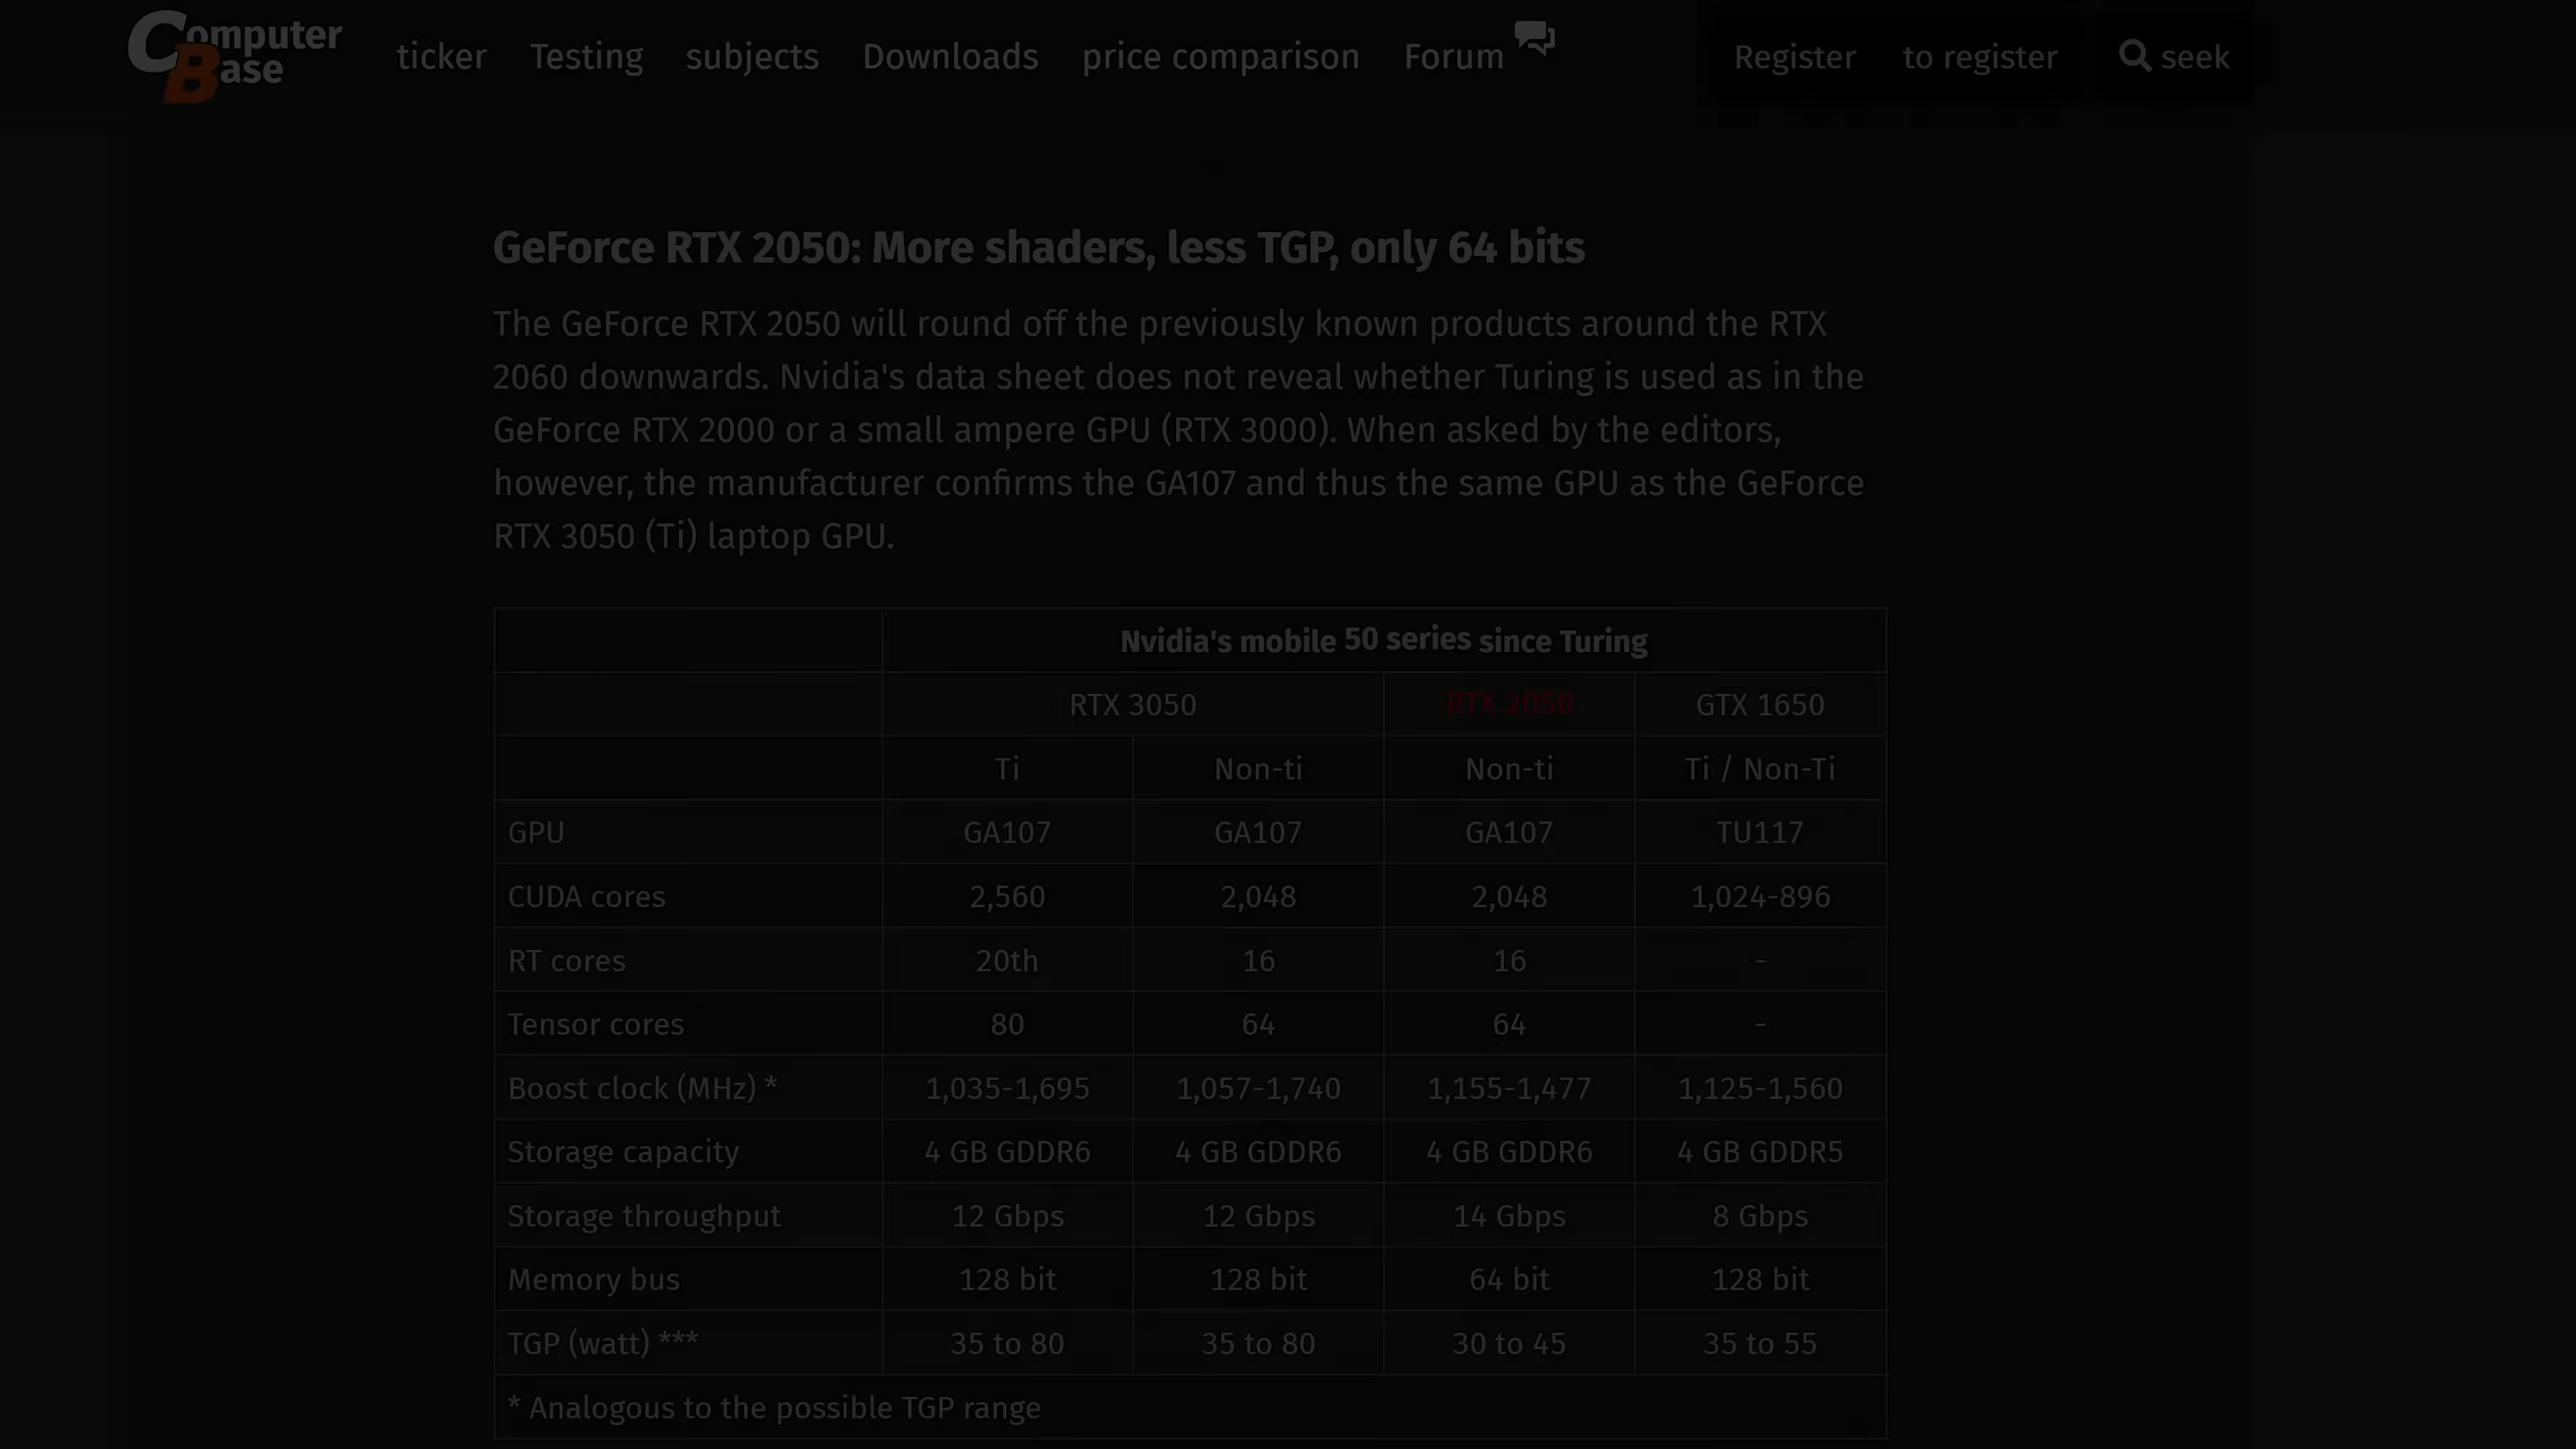 Computer Base
ticker Testing subjects Downloads price comparison Forum Register to register seek
GeForce RTX 2050: More shaders, less TGP, only 64 bits
The GeForce RTX 2050 will round off the previously known products around the RTX
2060 downwards. Nvidia's data sheet does not reveal whether Turing is used as in the
GeForce RTX 2000 or a small ampere GPU (RTX 3000). When asked by the editors,
however, the manufacturer confirms the GA107 and thus the same GPU as the GeForce
RTX 3050 (Ti) laptop GPU.
Nvidia's mobile 50 series since Turing
RTX 3050 RTX 2050 GTX 1650
Ti Non-ti Non-ti Ti / Non-Ti
GPU GA107 GA107 GA107 TU117
CUDA cores 2,560 2,048 2,048 1,024-896
RT cores 20th 16 16 -
Tensor cores 80 64 64 -
Boost clock (MHz) * 1,035-1,695 1,057-1,740 1,155-1,477 1,125-1,560
Storage capacity 4 GB GDDR6 4 GB GDDR6 4 GB GDDR6 4 GB GDDR5
Storage throughput 12 Gbps 12 Gbps 14 Gbps 8 Gbps
Memory bus 128 bit 128 bit 64 bit 128 bit
TGP (watt) *** 35 to 80 35 to 80 30 to 45 35 to 55
* Analogous to the possible TGP range